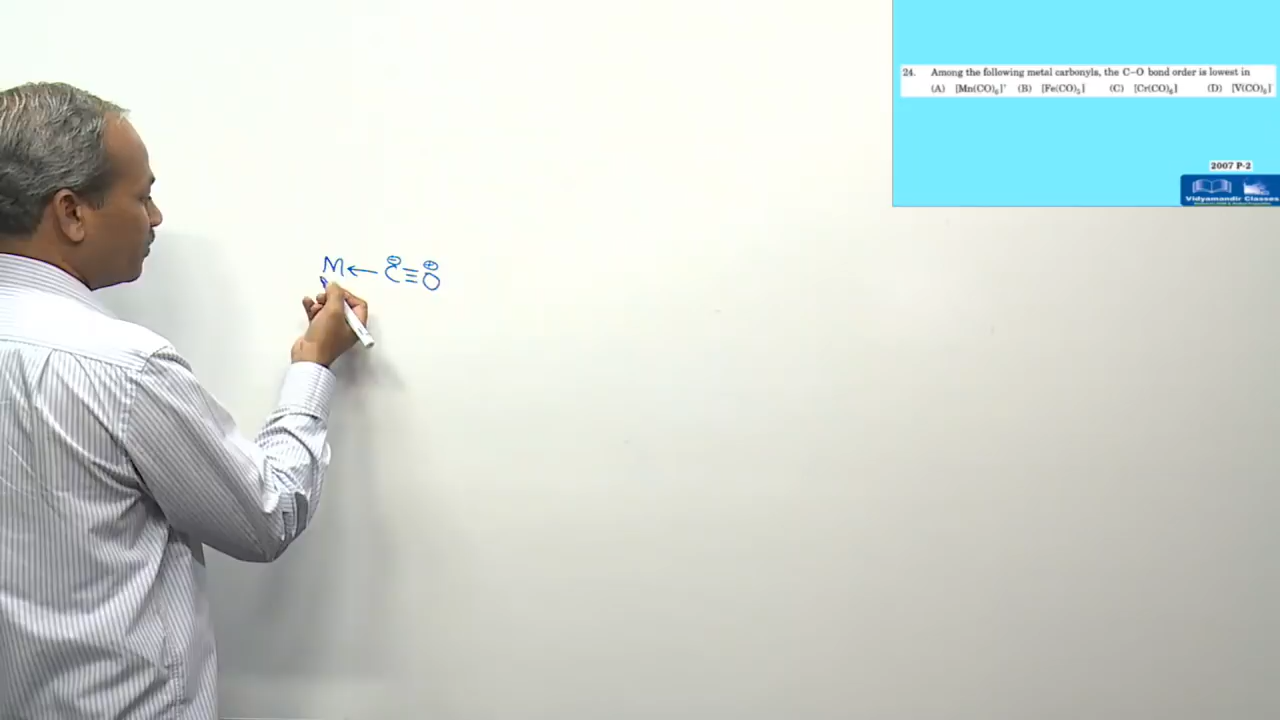 24. Among the following metal carbonyls, the C–O bond order is lowest in
(A) [Mn(CO)₆]⁺ (B) [Fe(CO)₅] (C) [Cr(CO)₆] (D) [V(CO)₆]⁻
2007 P-2
Vidyamandir Classes
M ← C⊖ ≡ O⊕